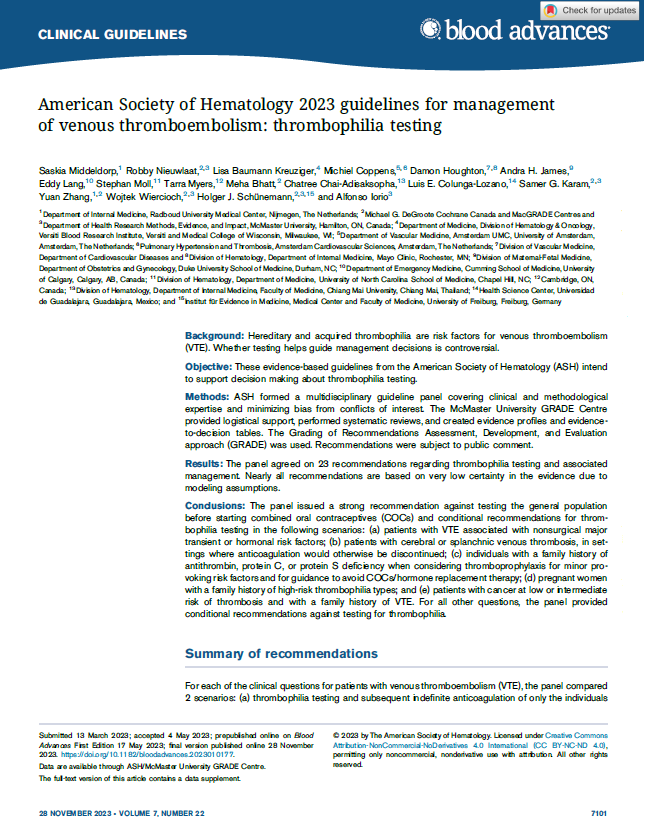 Check for updates
CLINICAL GUIDELINES
blood advances
American Society of Hematology 2023 guidelines for management
of venous thromboembolism: thrombophilia testing
Saskia Middeldorp,1 Robby Nieuwlaat,2,3 Lisa Baumann Kreuziger,4 Michiel Coppens,5,6 Damon Houghton,7,8 Andra H. James,9
Eddy Lang,10 Stephan Moll,11 Tarra Myers,12 Meha Bhatt,2 Chatree Chai-Adisaksopha,13 Luis E. Colunga-Lozano,14 Samer G. Karam,2,3
Yuan Zhang,1,2 Wojtek Wiercioch,2,3 Holger J. Schünemann,2,3,15 and Alfonso Iorio3
1Department of Internal Medicine, Radboud University Medical Center, Nijmegen, The Netherlands; 2Michael G. DeGroote Cochrane Canada and MacGRADE Centres and
3Department of Health Research Methods, Evidence, and Impact, McMaster University, Hamilton, ON, Canada; 4Department of Medicine, Division of Hematology & Oncology,
Versiti Blood Research Institute, Versiti and Medical College of Wisconsin, Milwaukee, WI; 5Department of Vascular Medicine, Amsterdam UMC, University of Amsterdam,
Amsterdam, The Netherlands; 6Pulmonary Hypertension and Thrombosis, Amsterdam Cardiovascular Sciences, Amsterdam, The Netherlands; 7Division of Vascular Medicine,
Department of Cardiovascular Diseases and 8Division of Hematology, Department of Internal Medicine, Mayo Clinic, Rochester, MN; 9Division of Maternal-Fetal Medicine,
Department of Obstetrics and Gynecology, Duke University School of Medicine, Durham, NC; 10Department of Emergency Medicine, Cumming School of Medicine, University
of Calgary, Calgary, AB, Canada; 11Division of Hematology, Department of Medicine, University of North Carolina School of Medicine, Chapel Hill, NC; 12Cambridge, ON,
Canada; 13Division of Hematology, Department of Internal Medicine, Faculty of Medicine, Chiang Mai University, Chiang Mai, Thailand; 14Health Science Center, Universidad
de Guadalajara, Guadalajara, Mexico; and 15Institut für Evidence in Medicine, Medical Center and Faculty of Medicine, University of Freiburg, Freiburg, Germany
Background: Hereditary and acquired thrombophilia are risk factors for venous thromboembolism
(VTE). Whether testing helps guide management decisions is controversial.
Objective: These evidence-based guidelines from the American Society of Hematology (ASH) intend
to support decision making about thrombophilia testing.
Methods: ASH formed a multidisciplinary guideline panel covering clinical and methodological
expertise and minimizing bias from conflicts of interest. The McMaster University GRADE Centre
provided logistical support, performed systematic reviews, and created evidence profiles and evidence-
to-decision tables. The Grading of Recommendations Assessment, Development, and Evaluation
approach (GRADE) was used. Recommendations were subject to public comment.
Results: The panel agreed on 23 recommendations regarding thrombophilia testing and associated
management. Nearly all recommendations are based on very low certainty in the evidence due to
modeling assumptions.
Conclusions: The panel issued a strong recommendation against testing the general population
before starting combined oral contraceptives (COCs) and conditional recommendations for throm-
bophilia testing in the following scenarios: (a) patients with VTE associated with nonsurgical major
transient or hormonal risk factors; (b) patients with cerebral or splanchnic venous thrombosis, in set-
tings where anticoagulation would otherwise be discontinued; (c) individuals with a family history of
antithrombin, protein C, or protein S deficiency when considering thromboprophylaxis for minor pro-
voking risk factors and for guidance to avoid COCs/hormone replacement therapy; (d) pregnant women
with a family history of high-risk thrombophilia types; and (e) patients with cancer at low or intermediate
risk of thrombosis and with a family history of VTE. For all other questions, the panel provided
conditional recommendations against testing for thrombophilia.
Summary of recommendations
For each of the clinical questions for patients with venous thromboembolism (VTE), the panel compared
2 scenarios: (a) thrombophilia testing and subsequent indefinite anticoagulation of only the individuals
Submitted 13 March 2023; accepted 4 May 2023; prepublished online on Blood
Advances First Edition 17 May 2023; final version published online 28 November
2023. https://doi.org/10.1182/bloodadvances.2023010177.
Data are available through ASH/McMaster University GRADE Centre.
The full-text version of this article contains a data supplement.
© 2023 by The American Society of Hematology. Licensed under Creative Commons
Attribution-NonCommercial-NoDerivatives 4.0 International (CC BY-NC-ND 4.0),
permitting only noncommercial, nonderivative use with attribution. All other rights
reserved.
28 NOVEMBER 2023 • VOLUME 7, NUMBER 22
7101